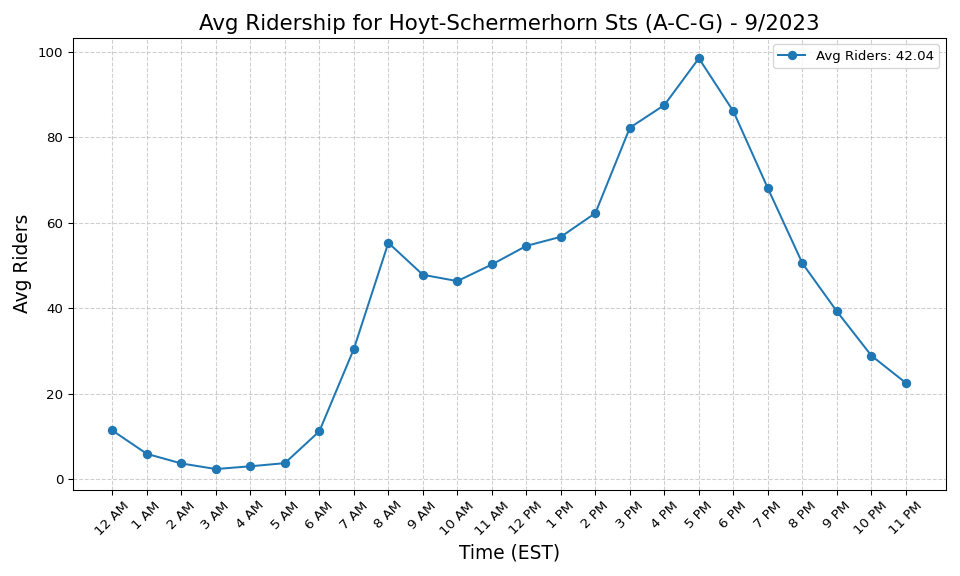 Avg Ridership for Hoyt-Schermerhorn Sts (A-C-G) - 9/2023
Avg Riders: 42.04
100
80
60
40
20
0
Avg Riders
12 AM
1 AM
2 AM
3 AM
4 AM
5 AM
6 AM
7 AM
8 AM
9 AM
10 AM
11 AM
12 PM
1 PM
2 PM
3 PM
4 PM
5 PM
6 PM
7 PM
8 PM
9 PM
10 PM
11 PM
Time (EST)